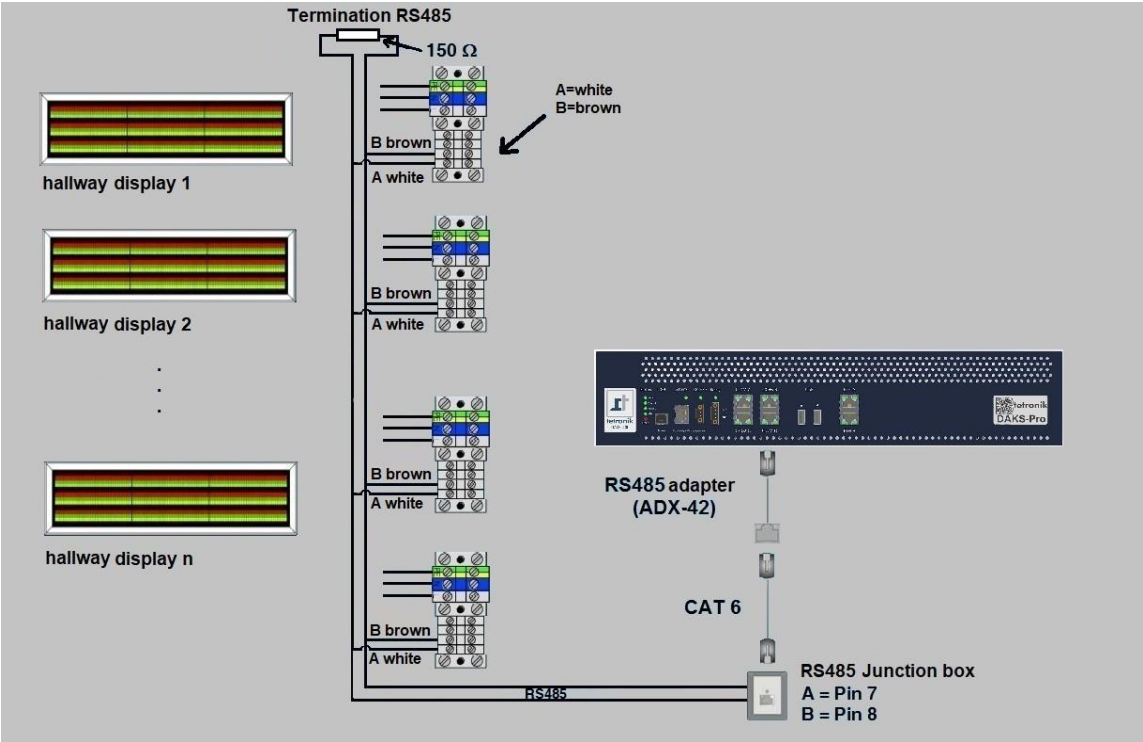 Termination RS485
150 Ω
A=white
B=brown
B brown
A white
hallway display 1
B brown
A white
hallway display 2
.
.
.
B brown
A white
hallway display n
B brown
A white
RS485
tetronik
tetronik
DAKS-Pro
RS485 adapter
(ADX-42)
CAT 6
RS485 Junction box
A = Pin 7
B = Pin 8